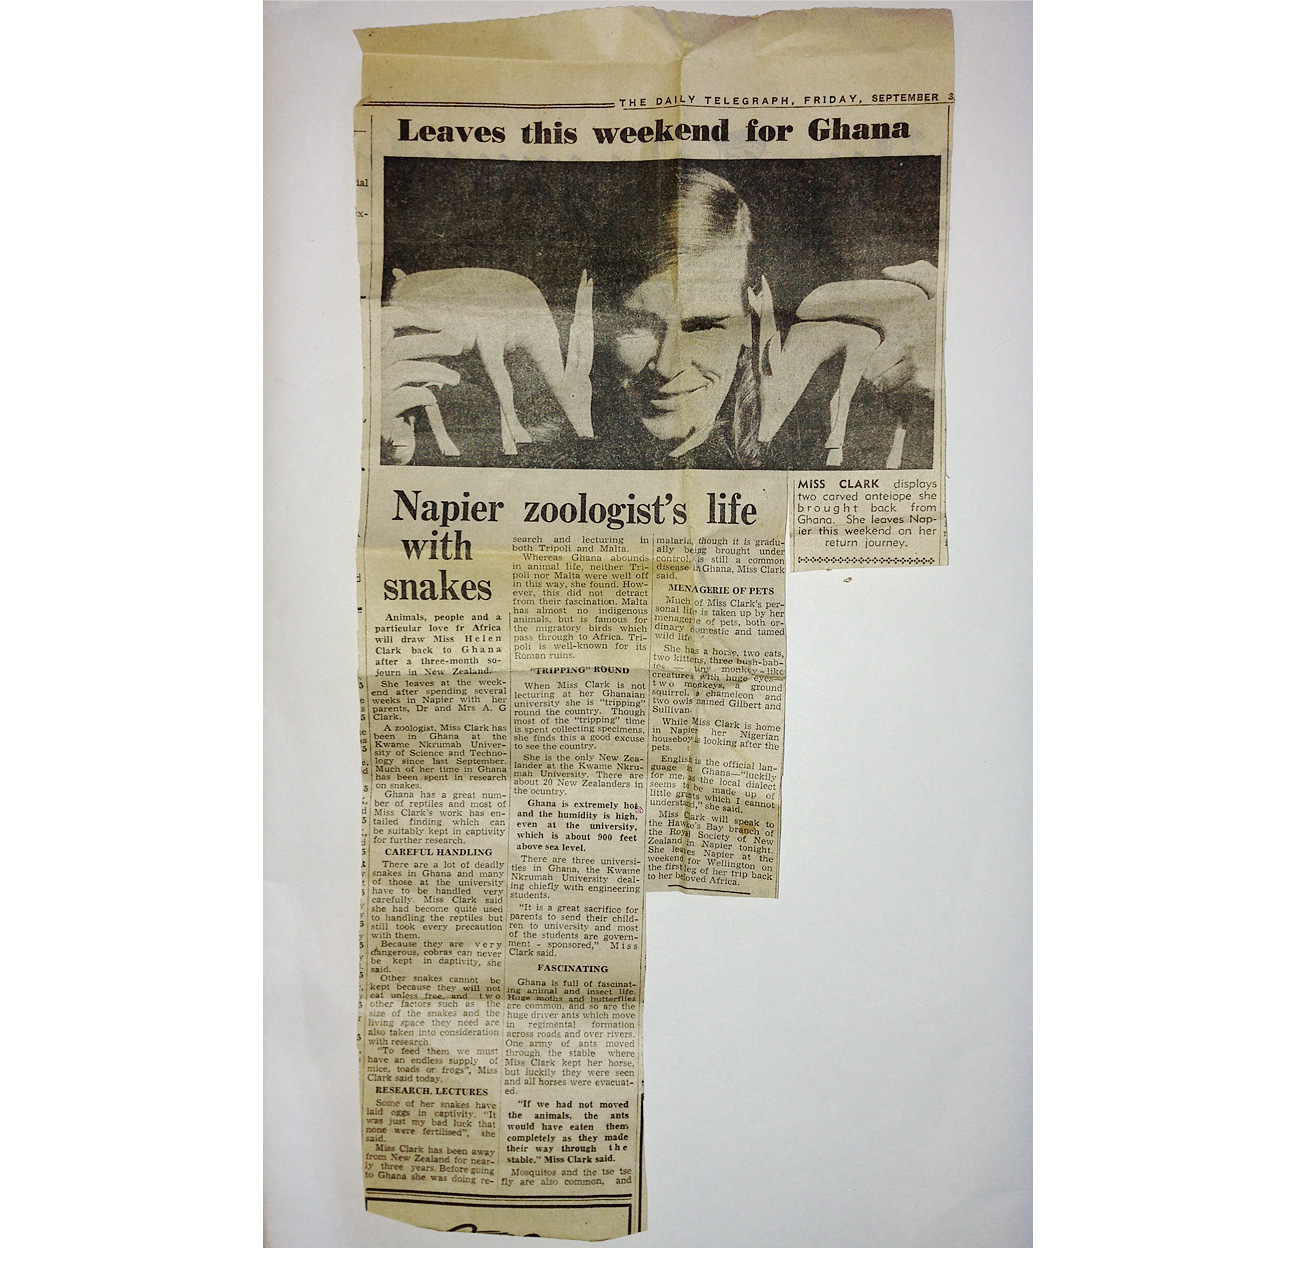 THE DAILY TELEGRAPH, FRIDAY, SEPTEMBER 3
Leaves this weekend for Ghana
MISS CLARK displays
two carved antelope she
brought back from
Ghana. She leaves Nap-
ier this weekend on her
return journey.
Napier zoologist's life
with
snakes
Animals, people and a
particular love fr Africa
will draw Miss Helen
Clark back to Ghana
after a three-month so-
journ in New Zealand.
She leaves at the week-
end after spending several
weeks in Napier with her
parents, Dr and Mrs A. G
Clark.
A zoologist, Miss Clark has
been in Ghana at the
Kwame Nkrumah Univer-
sity of Science and Techno-
logy since last September.
Much of her time in Ghana
has been spent in research
on snakes.
Ghana has a great num-
ber of reptiles and most of
Miss Clark's work has en-
tailed finding which can
be suitably kept in captivity
for further research.
CAREFUL HANDLING
There are a lot of deadly
snakes in Ghana and many
of those at the university
have to be handled very
carefully. Miss Clark said
she had become quite used
to handling the reptiles but
still took every precaution
with them.
Because they are very
dangerous, cobras can never
be kept in captivity, she
said.
Other snakes cannot be
kept because they will not
eat unless free, and two
other factors such as the
size of the snakes and the
living space they need are
also taken into consideration
with research.
"To feed them we must
have an endless supply of
mice, toads or frogs", Miss
Clark said today.
RESEARCH, LECTURES
Some of her snakes have
laid eggs in captivity. "It
was just my bad luck that
none were fertilised", she
said.
Miss Clark has been away
from New Zealand for near-
ly three years. Before going
to Ghana she was doing re-
search and lecturing in
both Tripoli and Malta.
Whereas Ghana abounds
in animal life, neither Tri-
poli nor Malta were well off
in this way, she found. How-
ever, this did not detract
from their fascination. Malta
has almost no indigenous
animals, but is famous for
the migratory birds which
pass through to Africa. Tri-
poli is well-known for its
Roman ruins.
"TRIPPING" ROUND
When Miss Clark is not
lecturing at her Ghanaian
university she is "tripping"
round the country. Though
most of the "tripping" time
is spent collecting specimens,
she finds this a good excuse
to see the country.
She is the only New Zea-
lander at the Kwame Nkru-
mah University. There are
about 20 New Zealanders in
the ocuntry.
Ghana is extremely hot
and the humidity is high,
even at the university,
which is about 900 feet
above sea level.
There are three universi-
ties in Ghana, the Kwame
Nkrumah University deal-
ing chiefly with engineering
students.
"It is a great sacrifice for
parents to send their child-
ren to university and most
of the students are govern-
ment - sponsored," Miss
Clark said.
FASCINATING
Ghana is full of fascinat-
ing animal and insect life.
Huge moths and butterflies
are common, and so are the
huge driver ants which move
in regimental formation
across roads and over rivers.
One army of ants moved
through the stable where
Miss Clark kept her horse,
but luckily they were seen
and all horses were evacuat-
ed.
"If we had not moved
the animals, the ants
would have eaten them
completely as they made
their way through the
stable," Miss Clark said.
Mosquitos and the tse tse
fly are also common, and
malaria, though it is gradu-
ally being brought under
control, is still a common
disease in Ghana, Miss Clark
said.
MENAGERIE OF PETS
Much of Miss Clark's per-
sonal life is taken up by her
menagerie of pets, both or-
dinary domestic and tamed
wild life.
She has a horse, two cats,
two kittens, three bush-bab-
ies — tiny monkey-like
creatures with huge eyes—
two monkeys, a ground
squirrel, a chameleon and
two owls named Gilbert and
Sullivan.
While Miss Clark is home
in Napier her Nigerian
houseboy is looking after the
pets.
English is the official lan-
guage in Ghana—"luckily
for me, as the local dialect
seems to be made up of
little grunts which I cannot
understand," she said.
Miss Clark will speak to
the Hawke's Bay branch of
the Royal Society of New
Zealand in Napier tonight.
She leaves Napier at the
weekend for Wellington on
the first leg of her trip back
to her beloved Africa.